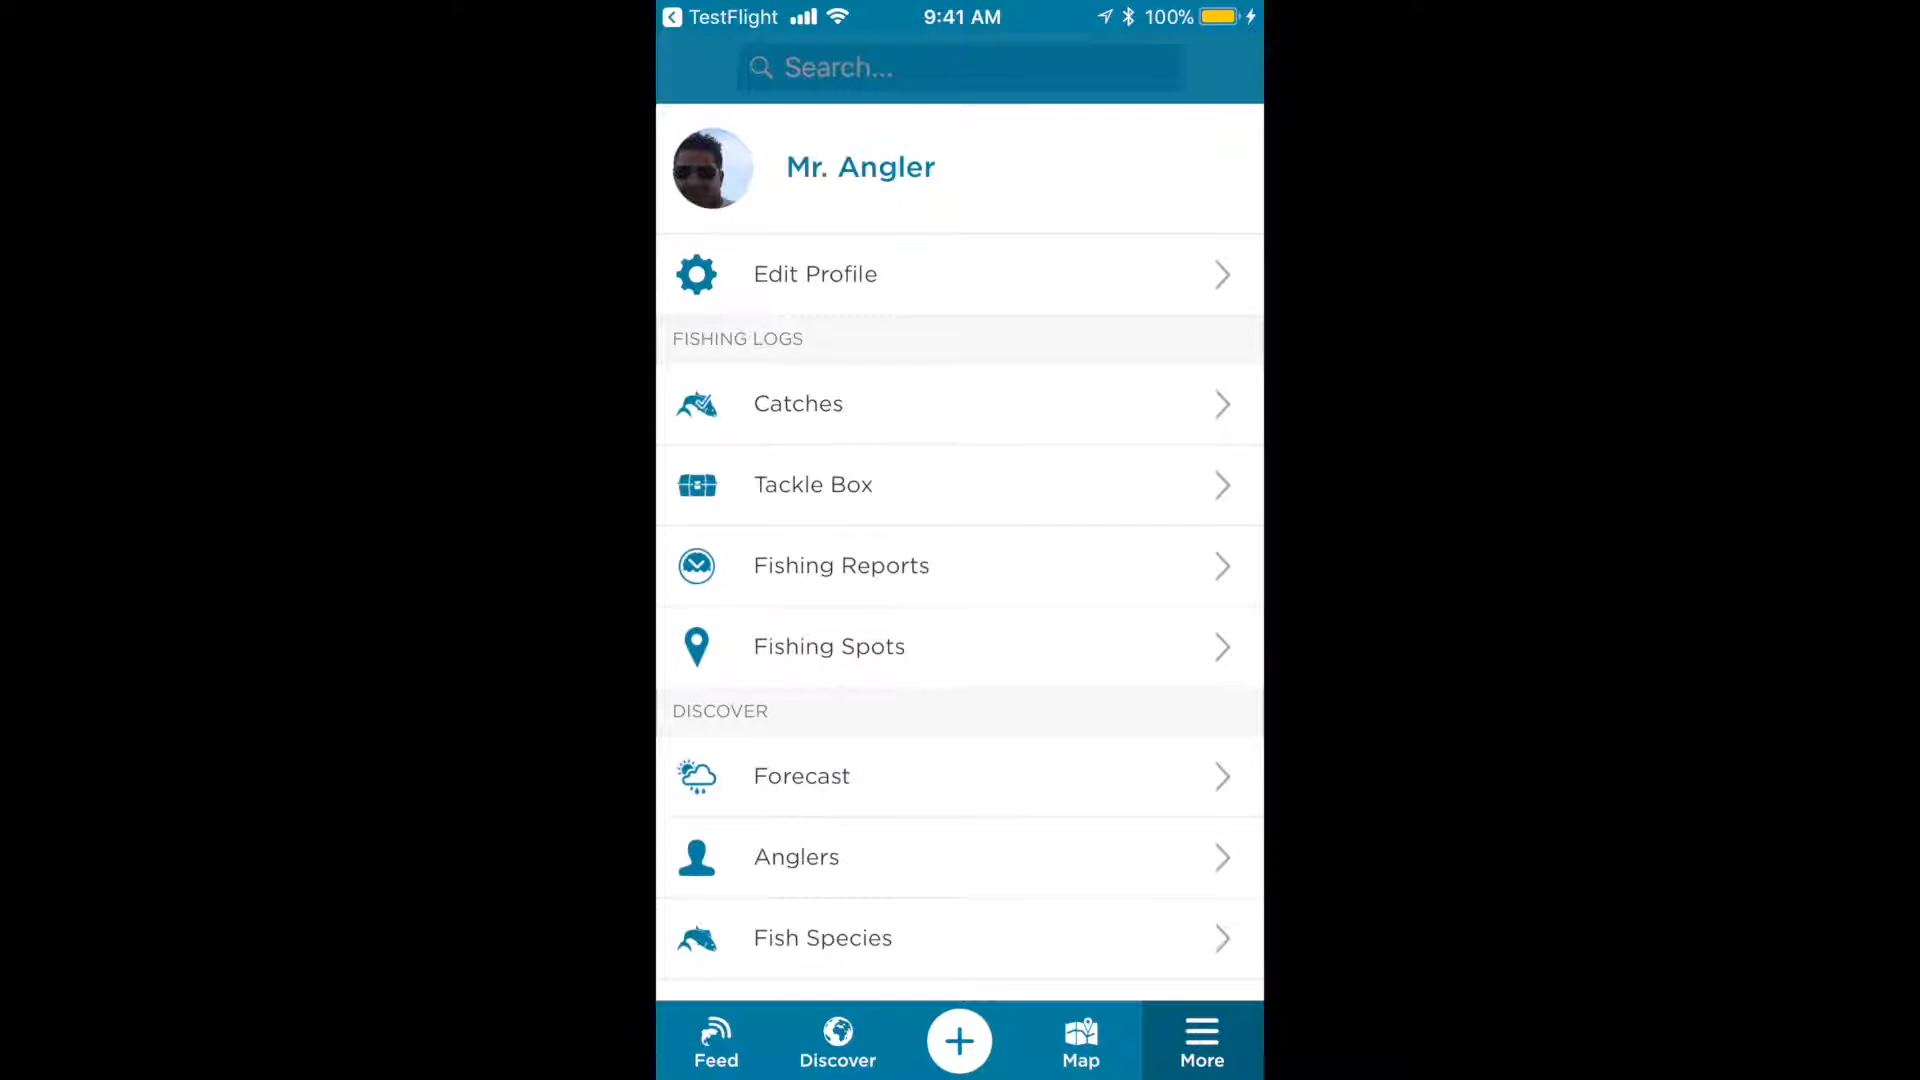 TestFlight 9:41 AM 100%
Search...
Mr. Angler
Edit Profile
FISHING LOGS
Catches
Tackle Box
Fishing Reports
Fishing Spots
DISCOVER
Forecast
Anglers
Fish Species
Feed Discover Map More